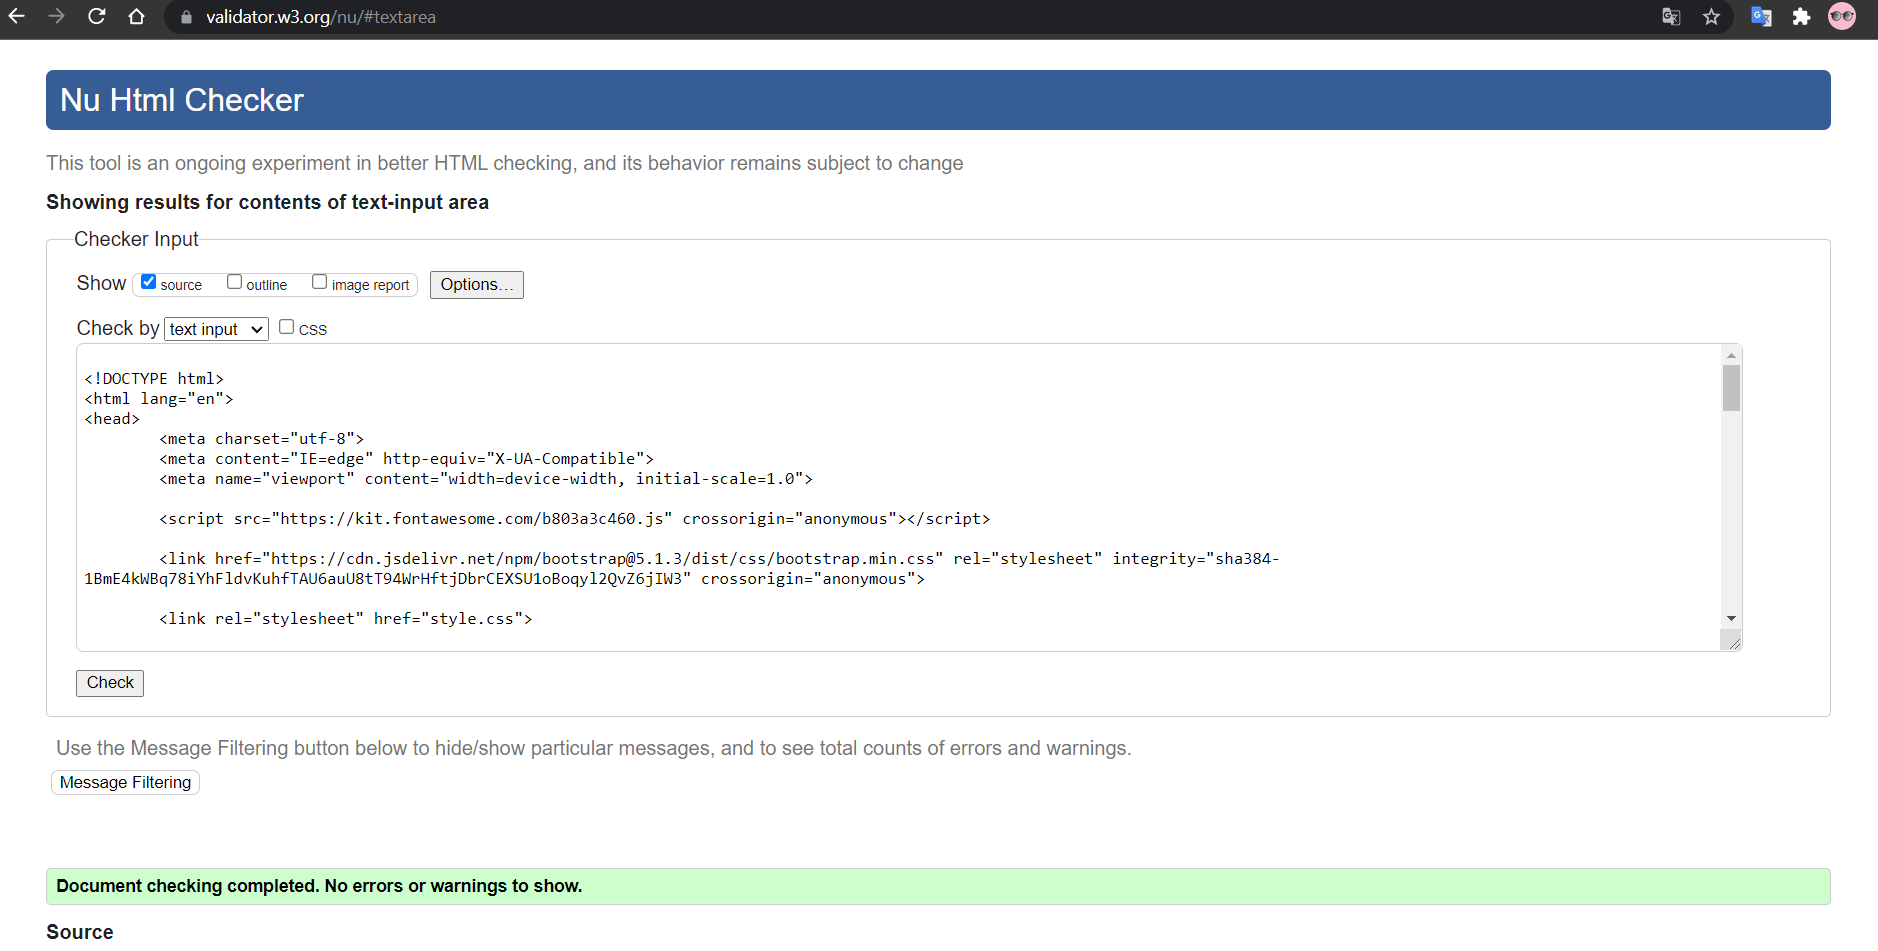 validator.w3.org/nu/#textarea
Nu Html Checker
This tool is an ongoing experiment in better HTML checking, and its behavior remains subject to change
Showing results for contents of text-input area
Checker Input
Show source outline image report Options...
Check by text input CSS
<!DOCTYPE html>
<html lang="en">
<head>
<meta charset="utf-8">
<meta content="IE=edge" http-equiv="X-UA-Compatible">
<meta name="viewport" content="width=device-width, initial-scale=1.0">
<script src="https://kit.fontawesome.com/b803a3c460.js" crossorigin="anonymous"></script>
<link href="https://cdn.jsdelivr.net/npm/bootstrap@5.1.3/dist/css/bootstrap.min.css" rel="stylesheet" integrity="sha384-
1BmE4kWBq78iYhFldvKuhfTAU6auU8tT94WrHftjDbrCEXSU1oBoqyl2QvZ6jIW3" crossorigin="anonymous">
<link rel="stylesheet" href="style.css">
Check
Use the Message Filtering button below to hide/show particular messages, and to see total counts of errors and warnings.
Message Filtering
Document checking completed. No errors or warnings to show.
Source